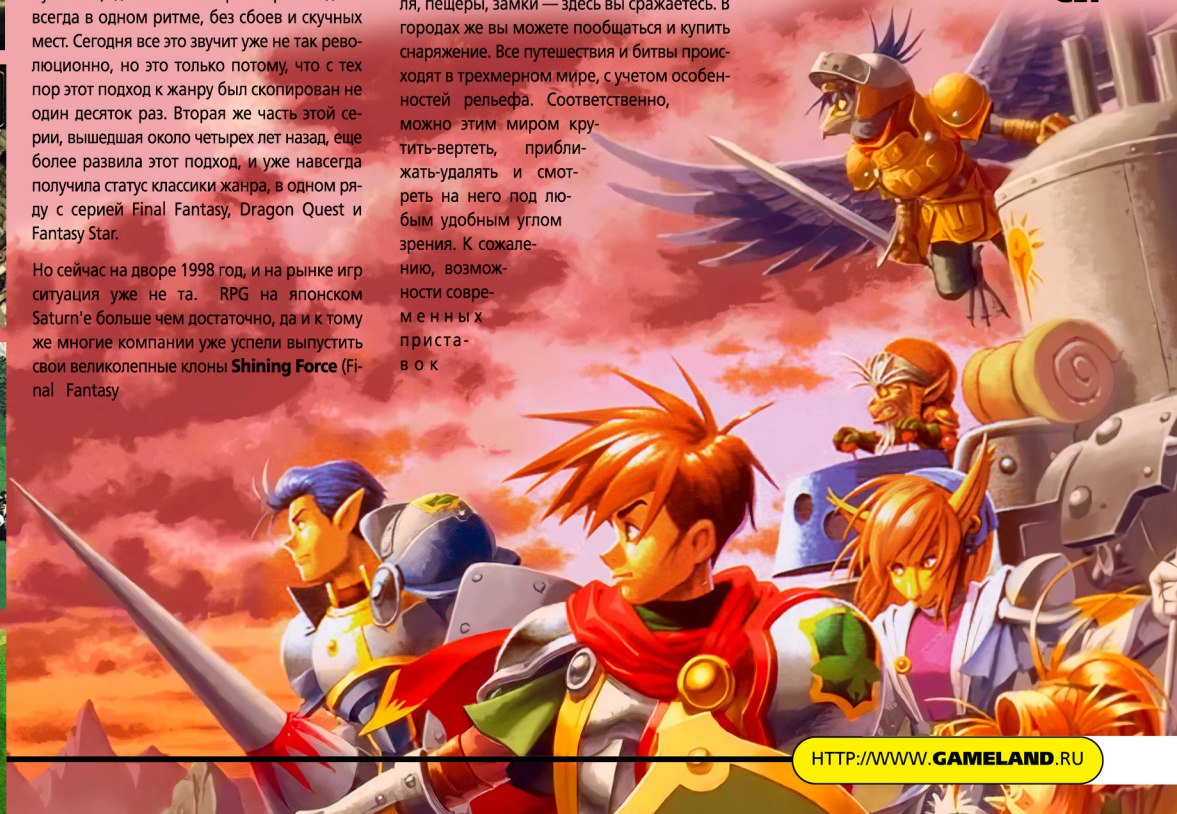 всегда в одном ритме, без сбоев и скучных
мест. Сегодня все это звучит уже не так рево-
люционно, но это только потому, что с тех
пор этот подход к жанру был скопирован не
один десяток раз. Вторая же часть этой се-
рии, вышедшая около четырех лет назад, еще
более развила этот подход, и уже навсегда
получила статус классики жанра, в одном ря-
ду с серией Final Fantasy, Dragon Quest и
Fantasy Star.
Но сейчас на дворе 1998 год, и на рынке игр
ситуация уже не та. RPG на японском
Saturn'е больше чем достаточно, да и к тому
же многие компании уже успели выпустить
свои великолепные клоны Shining Force (Fi-
nal Fantasy
ля, пещеры, замки — здесь вы сражаетесь. В
городах же вы можете пообщаться и купить
снаряжение. Все путешествия и битвы проис-
ходят в трехмерном мире, с учетом особен-
ностей рельефа. Соответственно,
можно этим миром кру-
тить-вертеть, прибли-
жать-удалять и смот-
реть на него под лю-
бым удобным углом
зрения. К сожале-
нию, возмож-
ности совре-
менных
приста-
вок
HTTP://WWW.GAMELAND.RU